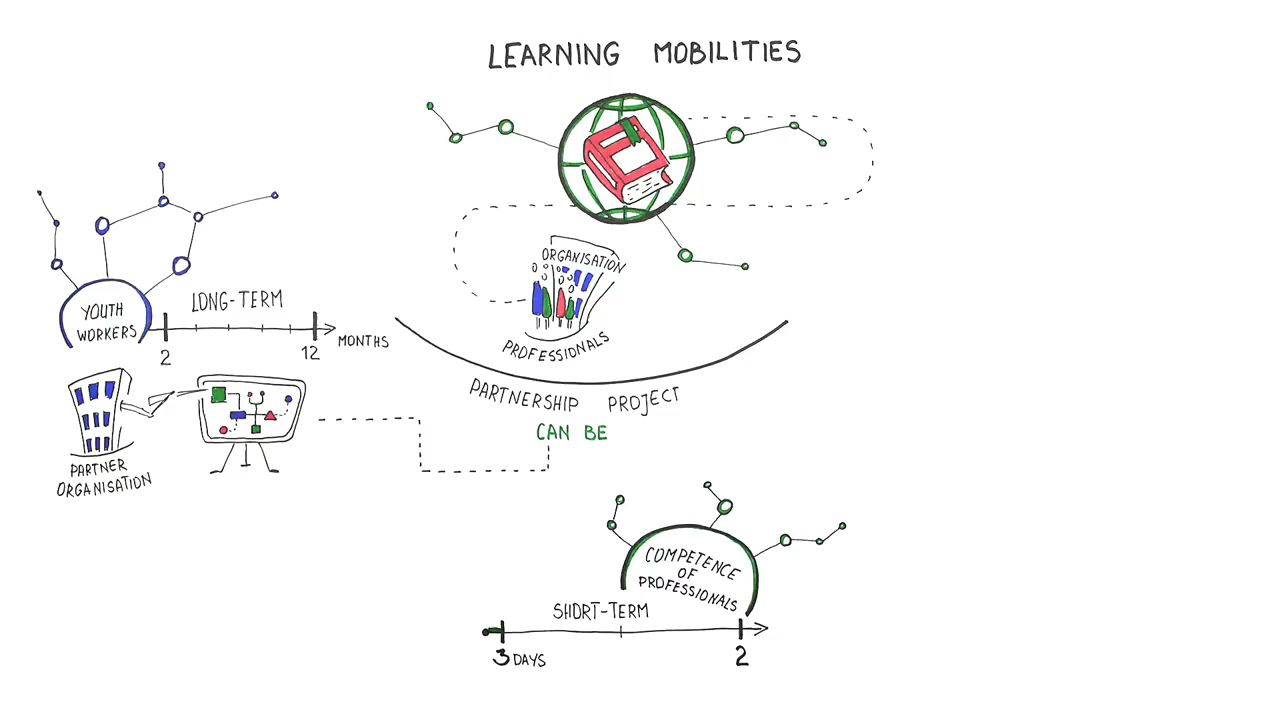 LEARNING MOBILITIES
YOUTH
WORKERS
LONG-TERM
2
12
MONTHS
PARTNER
ORGANISATION
ORGANISATION
PROFESSIONALS
PARTNERSHIP PROJECT
CAN BE
COMPETENCE
OF
PROFESSIONALS
SHORT-TERM
3 DAYS
2